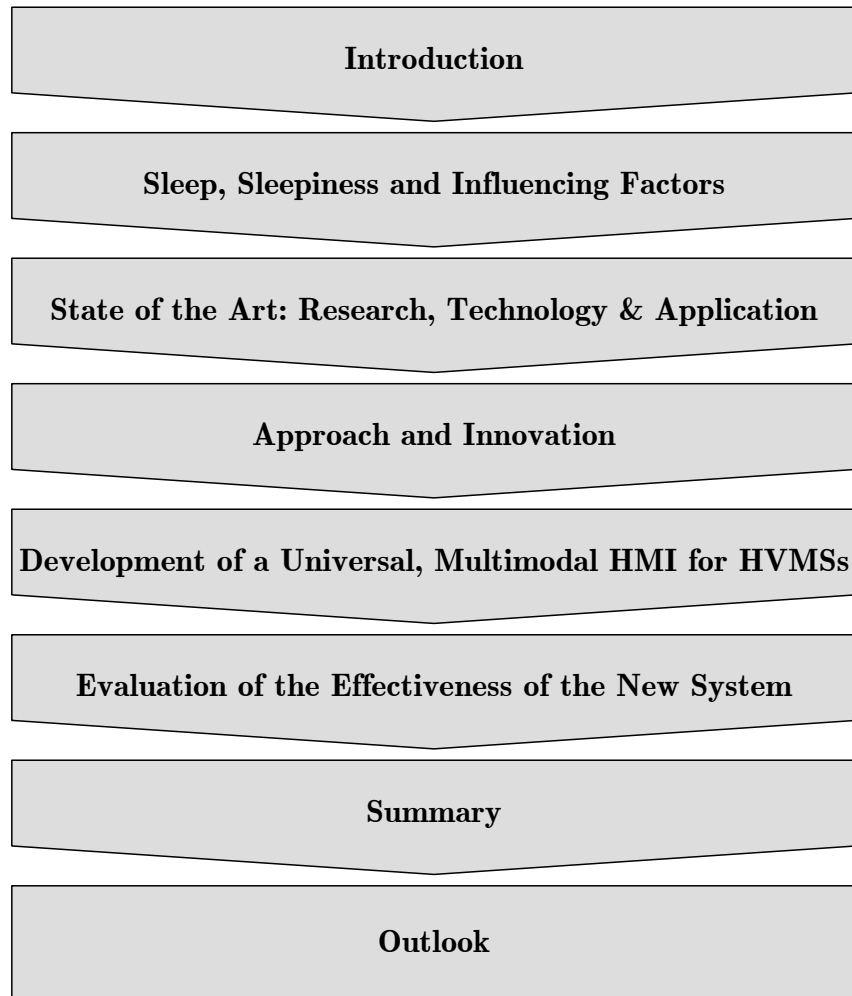 Introduction
Sleep, Sleepiness and Influencing Factors
State of the Art: Research, Technology & Application
Approach and Innovation
Development of a Universal, Multimodal HMI for HVMSs
Evaluation of the Effectiveness of the New System
Summary
Outlook